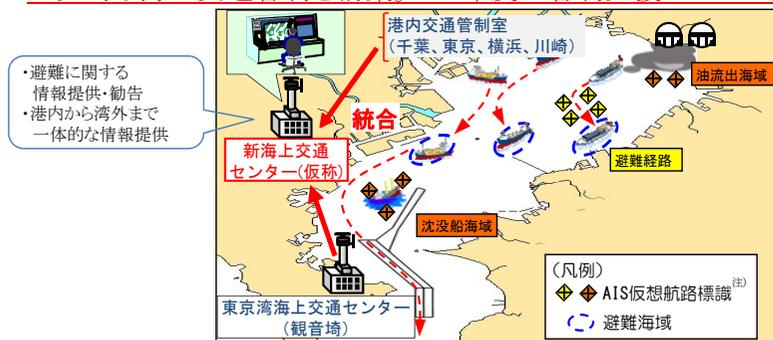 港内交通管制室
(千葉、東京、横浜、川崎)
・避難に関する
情報提供・勧告
・港内から湾外まで
一体的な情報提供
油流出海域
統合
新海上交通
センター(仮称)
避難経路
沈没船海域
東京湾海上交通センター
(観音埼)
(凡例)
AIS仮想航路標識注)
避難海域